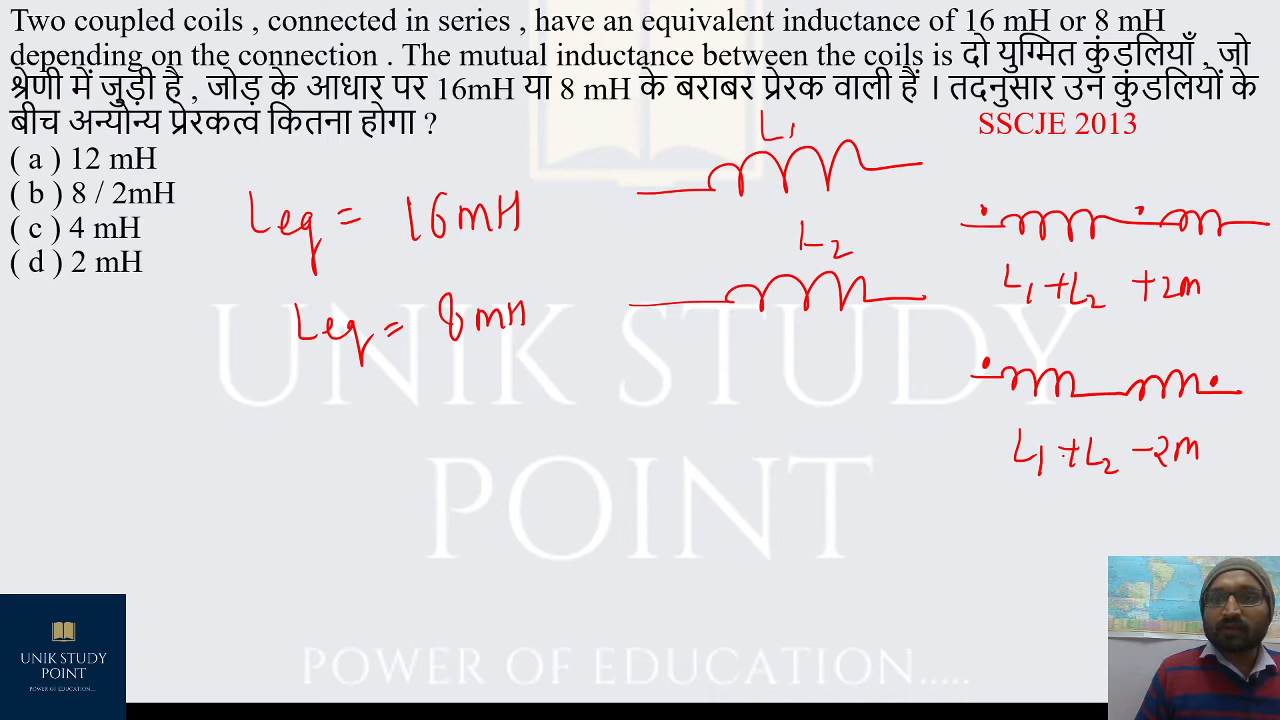 Two coupled coils , connected in series , have an equivalent inductance of 16 mH or 8 mH
depending on the connection . The mutual inductance between the coils is दो युग्मित कुंडलियाँ , जो
श्रेणी में जुड़ी है , जोड़ के आधार पर 16mH या 8 mH के बराबर प्रेरक वाली हैं । तदनुसार उन कुंडलियों के
बीच अन्योन्य प्रेरकत्व कितना होगा ? SSCJE 2013
( a ) 12 mH
( b ) 8 / 2mH
( c ) 4 mH
( d ) 2 mH
Leq = 16mH
Leq = 8mH
L1
L2
L1 + L2 + 2m
L1 + L2 - 2m
UNIK STUDY
POINT
POWER OF EDUCATION.....
UNIK STUDY
POINT
POWER OF EDUCATION....